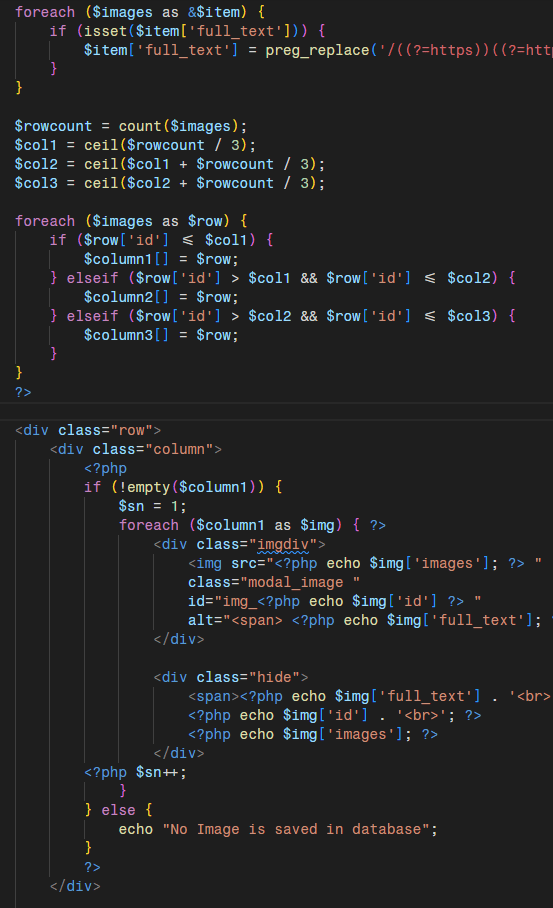 foreach ($images as &$item) {
    if (isset($item['full_text'])) {
        $item['full_text'] = preg_replace('/((?=https))((?=htt
    }
}

$rowcount = count($images);
$col1 = ceil($rowcount / 3);
$col2 = ceil($col1 + $rowcount / 3);
$col3 = ceil($col2 + $rowcount / 3);

foreach ($images as $row) {
    if ($row['id'] ≤ $col1) {
        $column1[] = $row;
    } elseif ($row['id'] > $col1 && $row['id'] ≤ $col2) {
        $column2[] = $row;
    } elseif ($row['id'] > $col2 && $row['id'] ≤ $col3) {
        $column3[] = $row;
    }
}
?>

<div class="row">
    <div class="column">
        <?php
        if (!empty($column1)) {
            $sn = 1;
            foreach ($column1 as $img) { ?>
                <div class="imgdiv">
                    <img src="<?php echo $img['images']; ?> "
                    class="modal_image "
                    id="img_<?php echo $img['id'] ?> "
                    alt="<span> <?php echo $img['full_text'];
                </div>

                <div class="hide">
                    <span><?php echo $img['full_text'] . '<br>
                    <?php echo $img['id'] . '<br>'; ?>
                    <?php echo $img['images']; ?>
                </div>
        <?php $sn++;
            }
        } else {
            echo "No Image is saved in database";
        }
        ?>
    </div>